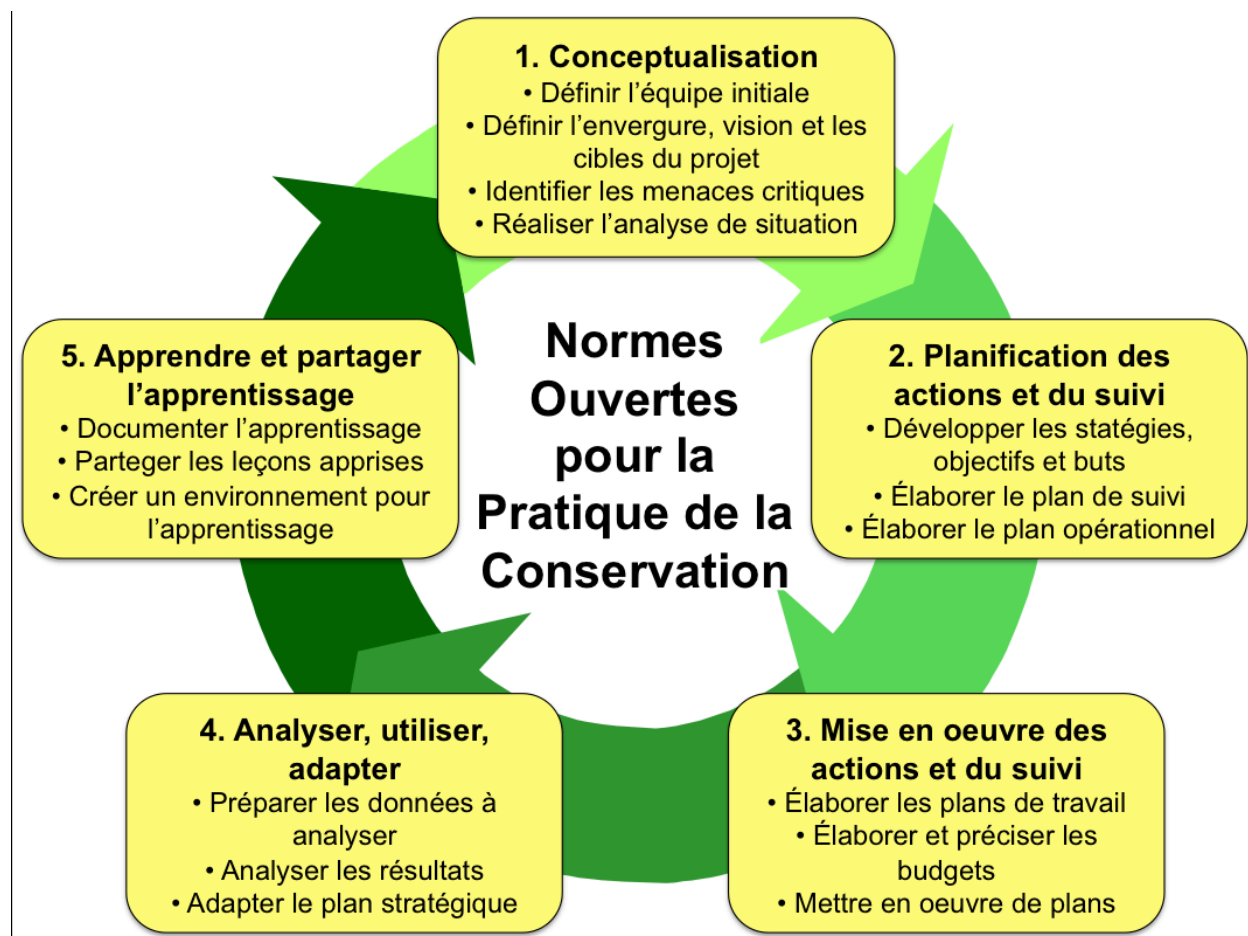 1. Conceptualisation
• Définir l'équipe initiale
• Définir l'envergure, vision et les
cibles du projet
• Identifier les menaces critiques
• Réaliser l'analyse de situation
5. Apprendre et partager
l'apprentissage
• Documenter l'apprentissage
• Parteger les leçons apprises
• Créer un environnement pour
l'apprentissage
Normes
Ouvertes
pour la
Pratique de la
Conservation
2. Planification des
actions et du suivi
• Développer les statégies,
objectifs et buts
• Élaborer le plan de suivi
• Élaborer le plan opérationnel
4. Analyser, utiliser,
adapter
• Préparer les données à
analyser
• Analyser les résultats
• Adapter le plan stratégique
3. Mise en oeuvre des
actions et du suivi
• Élaborer les plans de travail
• Élaborer et préciser les
budgets
• Mettre en oeuvre de plans